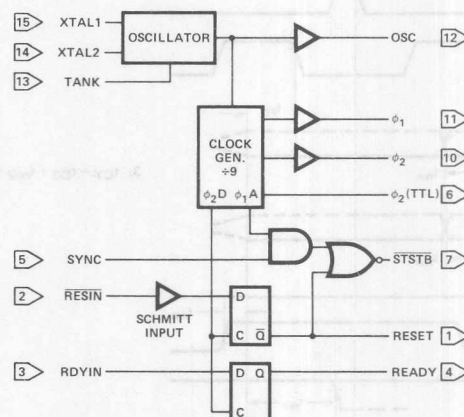 15 XTAL1
14 XTAL2
13 TANK
OSCILLATOR
OSC 12
CLOCK
GEN.
÷9
φ2D φ1A
φ1 11
φ2 10
φ2(TTL) 6
5 SYNC
STSTB 7
2 RESIN
SCHMITT
INPUT
D
C Q
RESET 1
3 RDYIN
D Q
READY 4
C